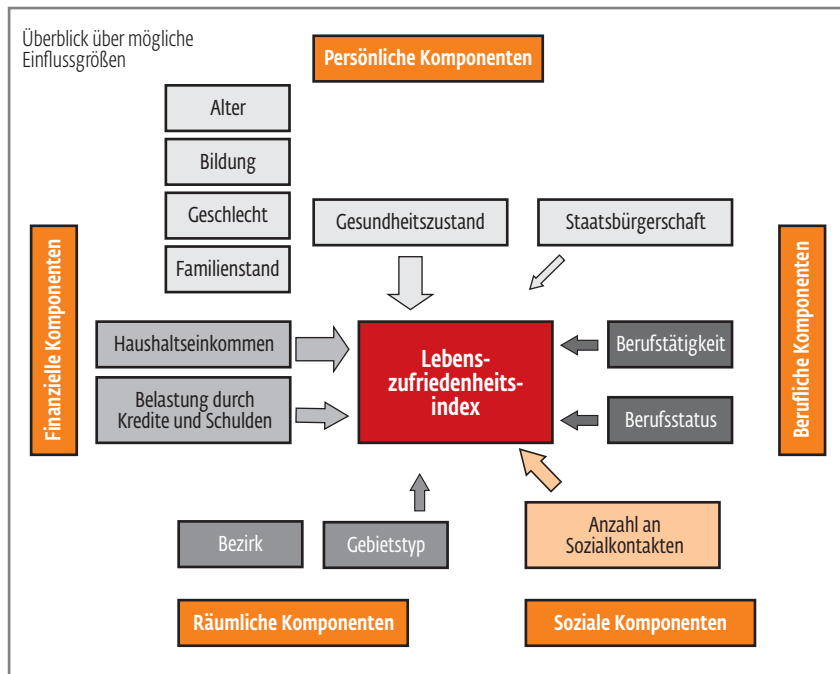 Überblick über mögliche
Einflussgrößen
Persönliche Komponenten
Alter
Bildung
Geschlecht
Familienstand
Gesundheitszustand
Staatsbürgerschaft
Finanzielle Komponenten
Haushaltseinkommen
Belastung durch
Kredite und Schulden
Lebens-
zufriedenheits-
index
Berufstätigkeit
Berufsstatus
Berufliche Komponenten
Bezirk
Gebietstyp
Anzahl an
Sozialkontakten
Räumliche Komponenten
Soziale Komponenten